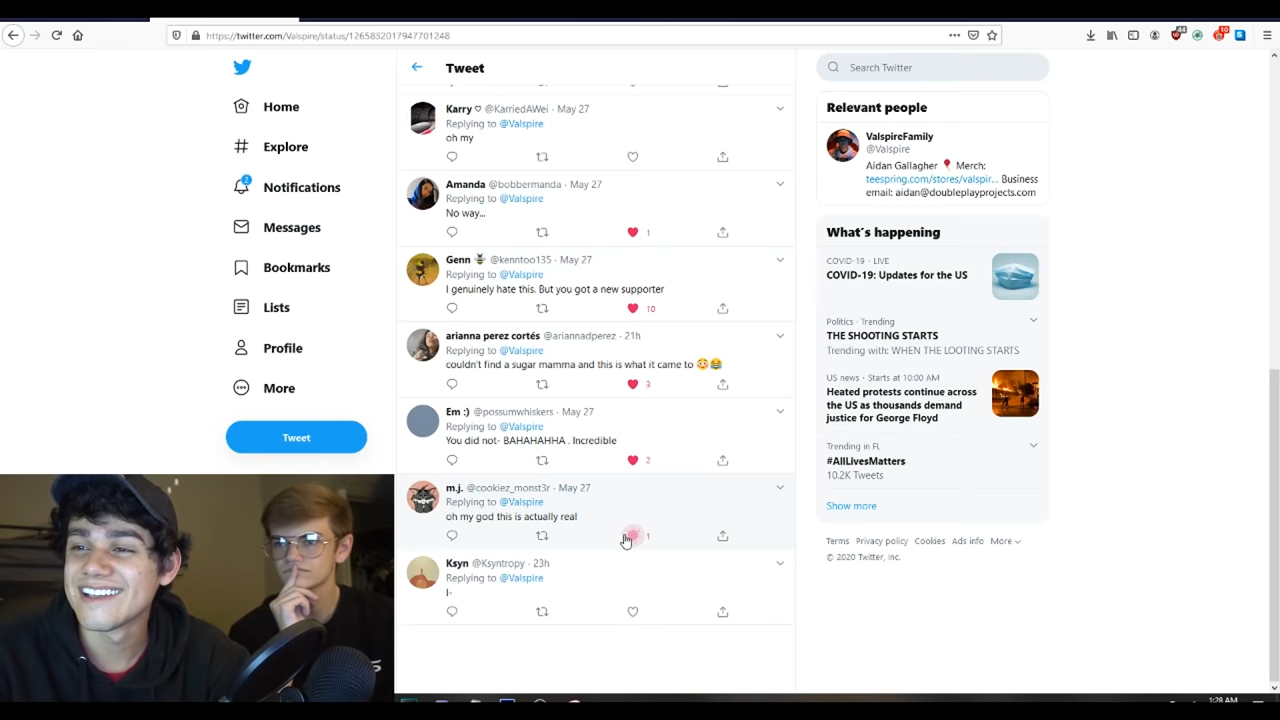 https://twitter.com/Valspire/status/1265832017947701248
44
10
Home
Explore
2
Notifications
Messages
Bookmarks
Lists
Profile
More
Tweet
Tweet
Karry ♡ @KarriedAWei · May 27
Replying to @Valspire
oh my
Amanda @bobbermanda · May 27
Replying to @Valspire
No way...
1
Genn 🐝 @kenntoo135 · May 27
Replying to @Valspire
I genuinely hate this. But you got a new supporter
10
arianna perez cortés @ariannadperez · 21h
Replying to @Valspire
couldn't find a sugar mamma and this is what it came to 😳😂
3
Em :) @possumwhiskers · May 27
Replying to @Valspire
You did not- BAHAHAHHA . Incredible
2
m.j. @cookiez_monst3r · May 27
Replying to @Valspire
oh my god this is actually real
1
Ksyn @Ksyntropy · 23h
Replying to @Valspire
I-
Search Twitter
Relevant people
ValspireFamily
@Valspire
Aidan Gallagher 🎈 Merch:
teespring.com/stores/valspir... Business
email: aidan@doubleplayprojects.com
What's happening
COVID-19 · LIVE
COVID-19: Updates for the US
Politics · Trending
THE SHOOTING STARTS
Trending with: WHEN THE LOOTING STARTS
US news · Starts at 10:00 AM
Heated protests continue across
the US as thousands demand
justice for George Floyd
Trending in FL
#AllLivesMatters
10.2K Tweets
Show more
Terms Privacy policy Cookies Ads info More
© 2020 Twitter, Inc.
1:28 AM